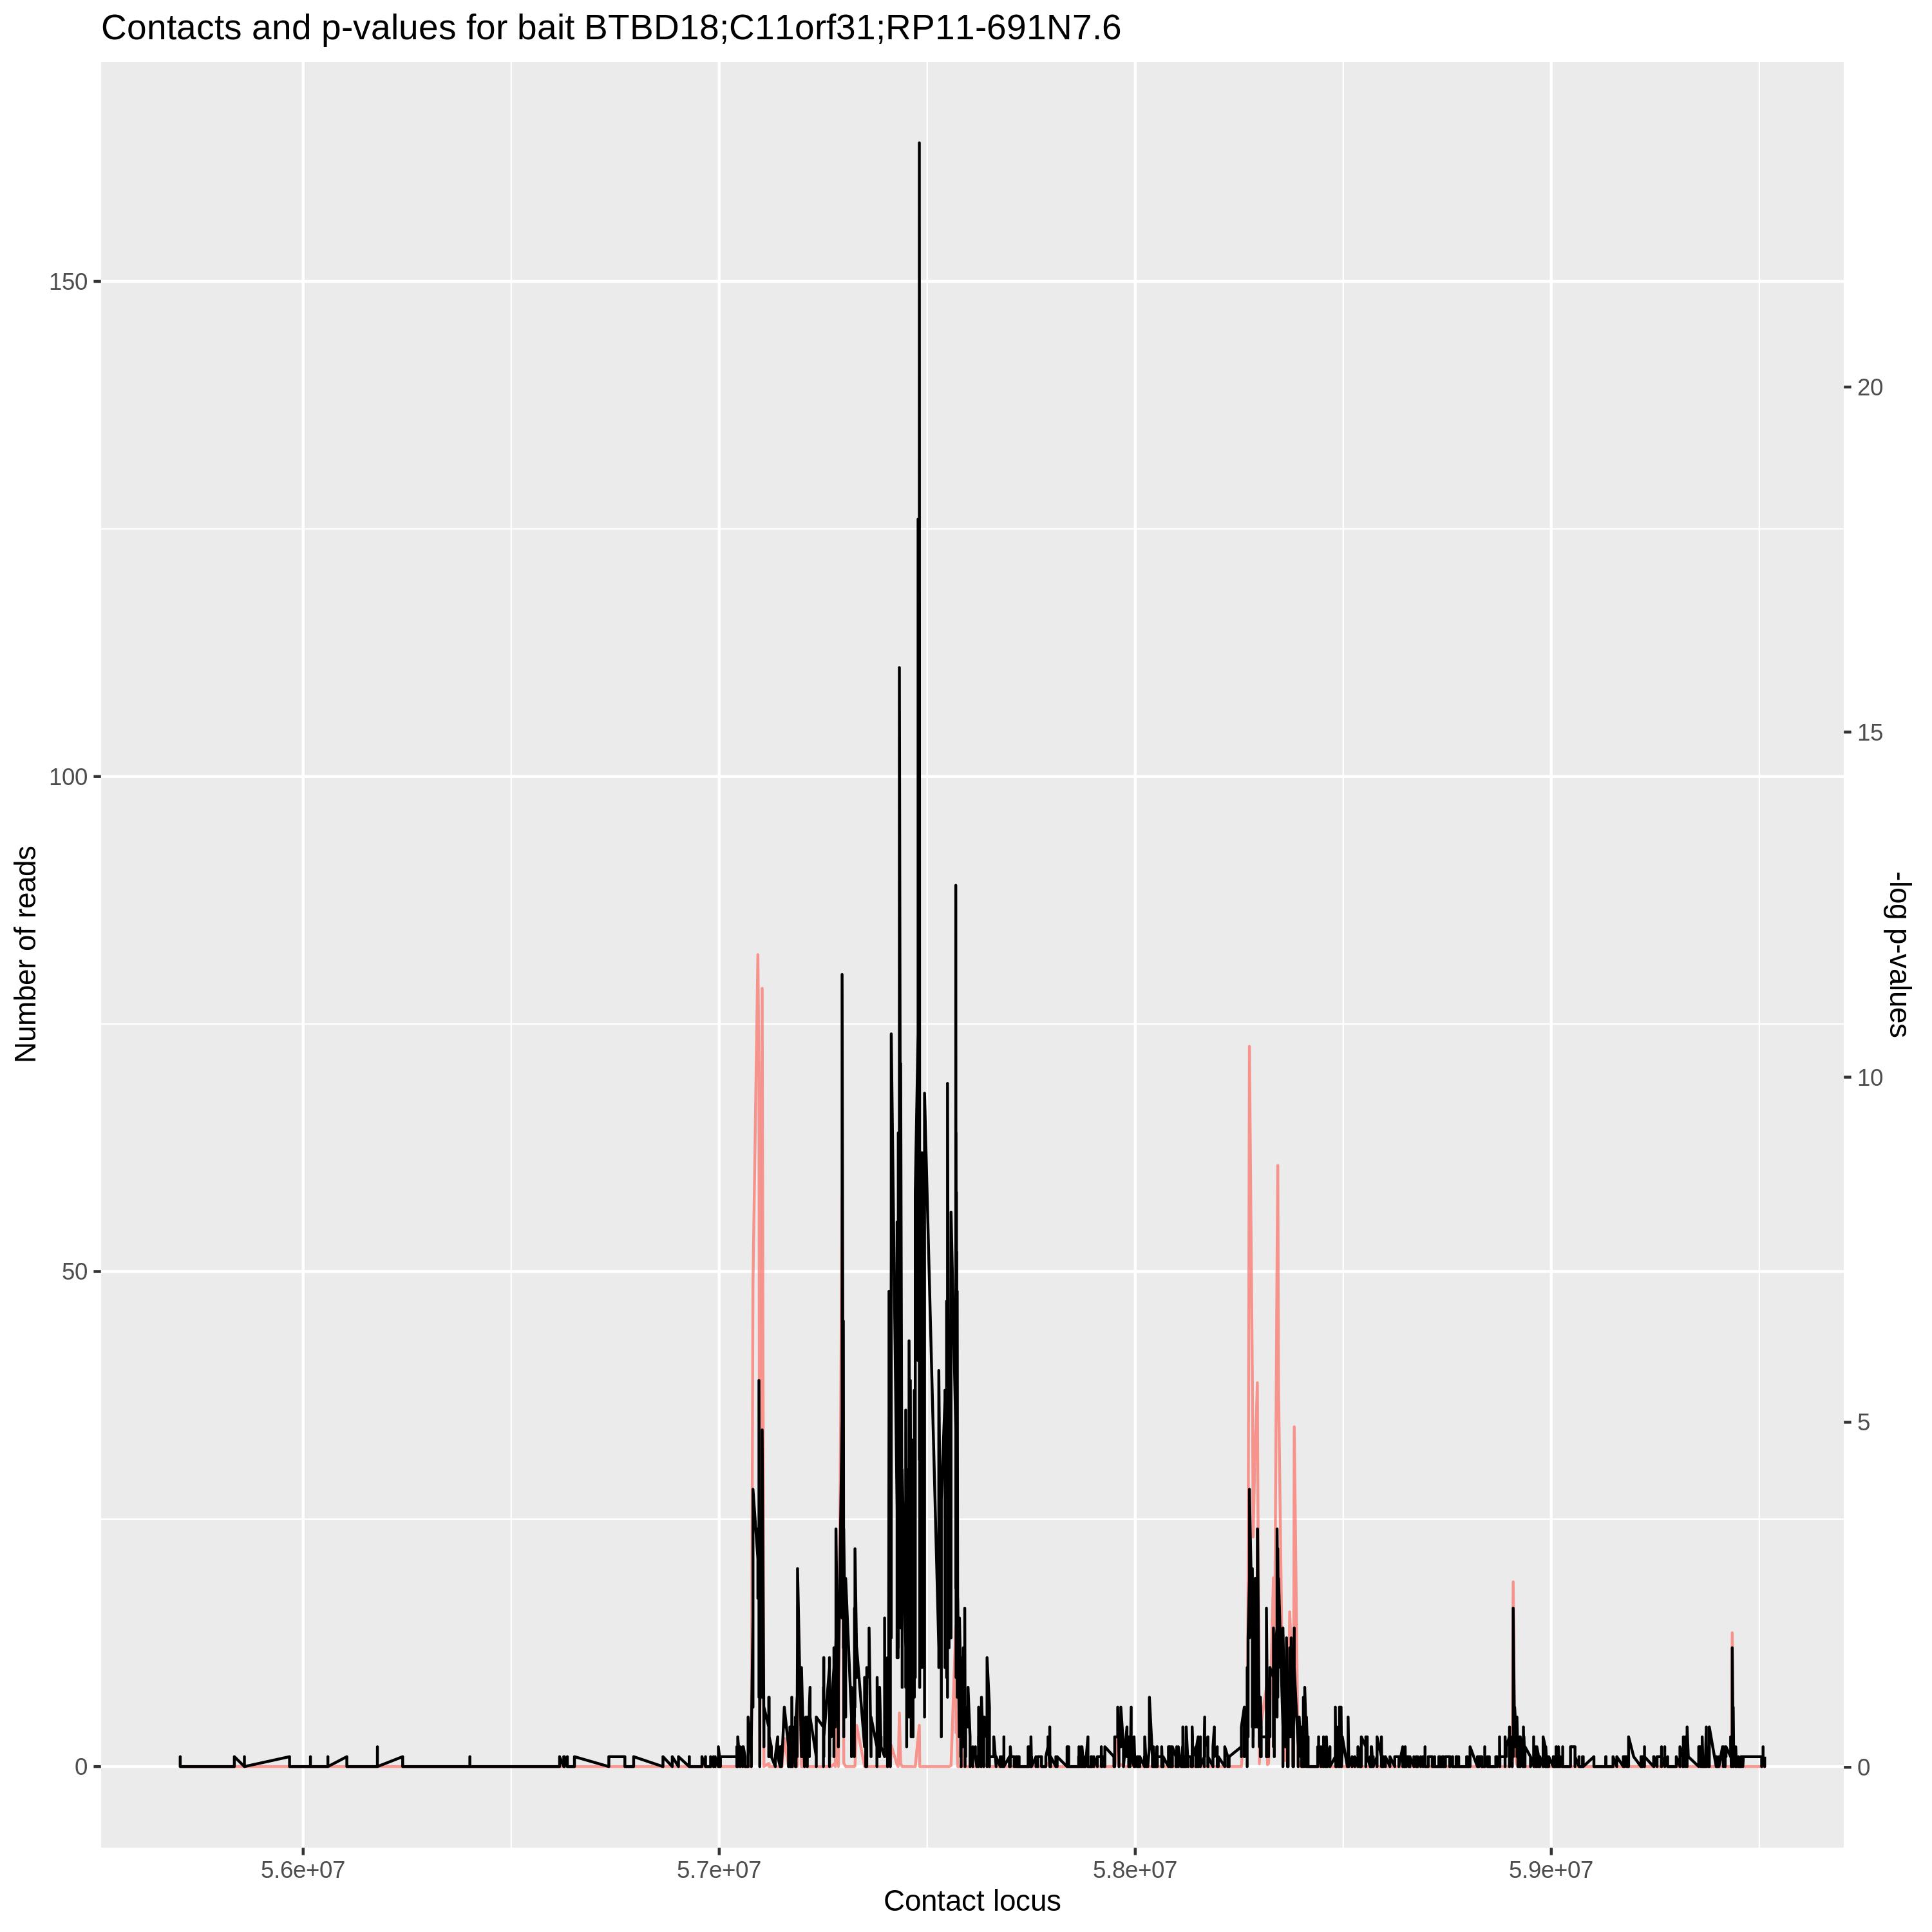 Contacts and p-values for bait BTBD18;C11orf31;RP11-691N7.6
150
100
50
0
Number of reads
20
15
10
5
0
-log p-values
5.6e+07
5.7e+07
5.8e+07
5.9e+07
Contact locus